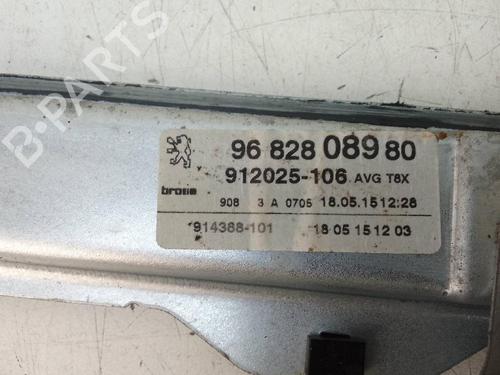 B-PARTS
96 828 089 80
912025-106 AVG T8X
brose
908 3 A 0706 18.05.15 12:28
914388-101 18 05 15 12 03